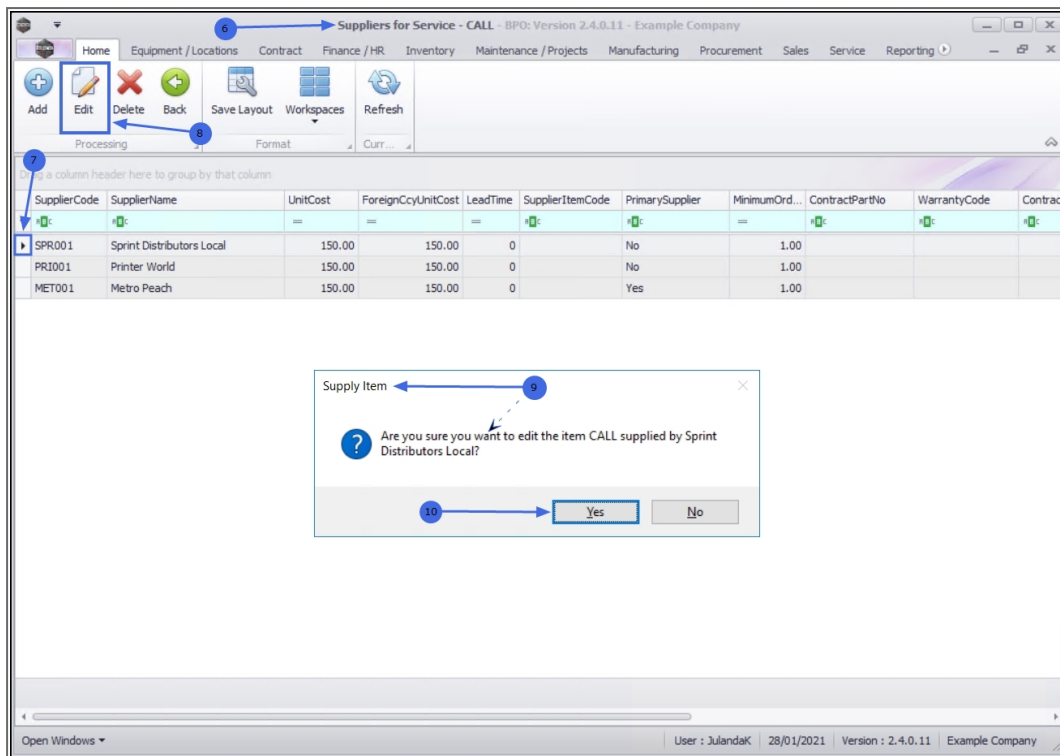 6
Suppliers for Service - CALL - BPO: Version 2.4.0.11 - Example Company
Home Equipment / Locations Contract Finance / HR Inventory Maintenance / Projects Manufacturing Procurement Sales Service Reporting
Add Edit Delete Back Save Layout Workspaces Refresh
8
Processing Format Curr...
7
Drag a column header here to group by that column
SupplierCode SupplierName UnitCost ForeignCcyUnitCost LeadTime SupplierItemCode PrimarySupplier MinimumOrd... ContractPartNo WarrantyCode Contrac
SPR001 Sprint Distributors Local 150.00 150.00 0 No 1.00
PRI001 Printer World 150.00 150.00 0 No 1.00
MET001 Metro Peach 150.00 150.00 0 Yes 1.00
Supply Item 9
Are you sure you want to edit the item CALL supplied by Sprint
Distributors Local?
10 Yes No
Open Windows User : JulandaK 28/01/2021 Version : 2.4.0.11 Example Company